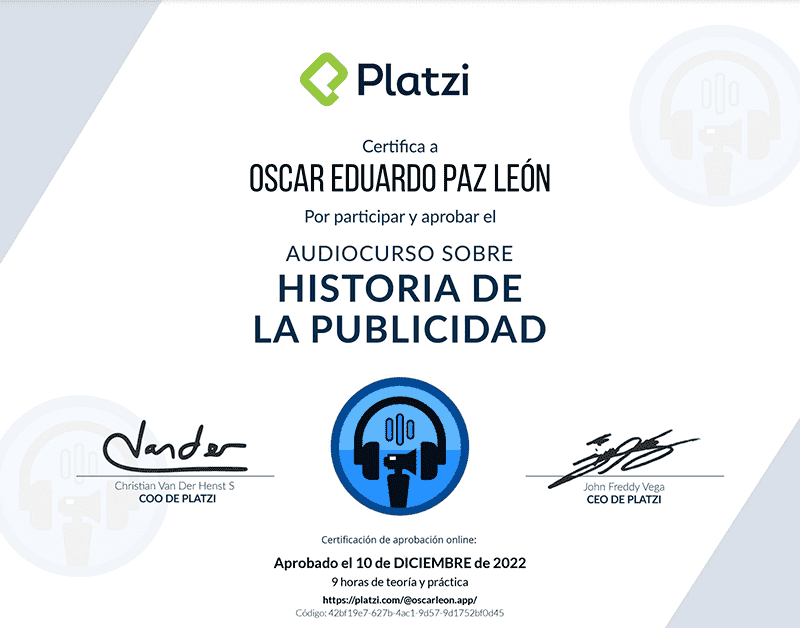 Platzi
Certifica a
OSCAR EDUARDO PAZ LEÓN
Por participar y aprobar el
AUDIOCURSO SOBRE
HISTORIA DE
LA PUBLICIDAD
Vander
Christian Van Der Henst S
COO DE PLATZI
John Freddy Vega
CEO DE PLATZI
Certificación de aprobación online:
Aprobado el 10 de DICIEMBRE de 2022
9 horas de teoría y práctica
https://platzi.com/@oscarleon.app/
Código: 42bf19e7-627b-4ac1-9d57-9d1752bf0d45